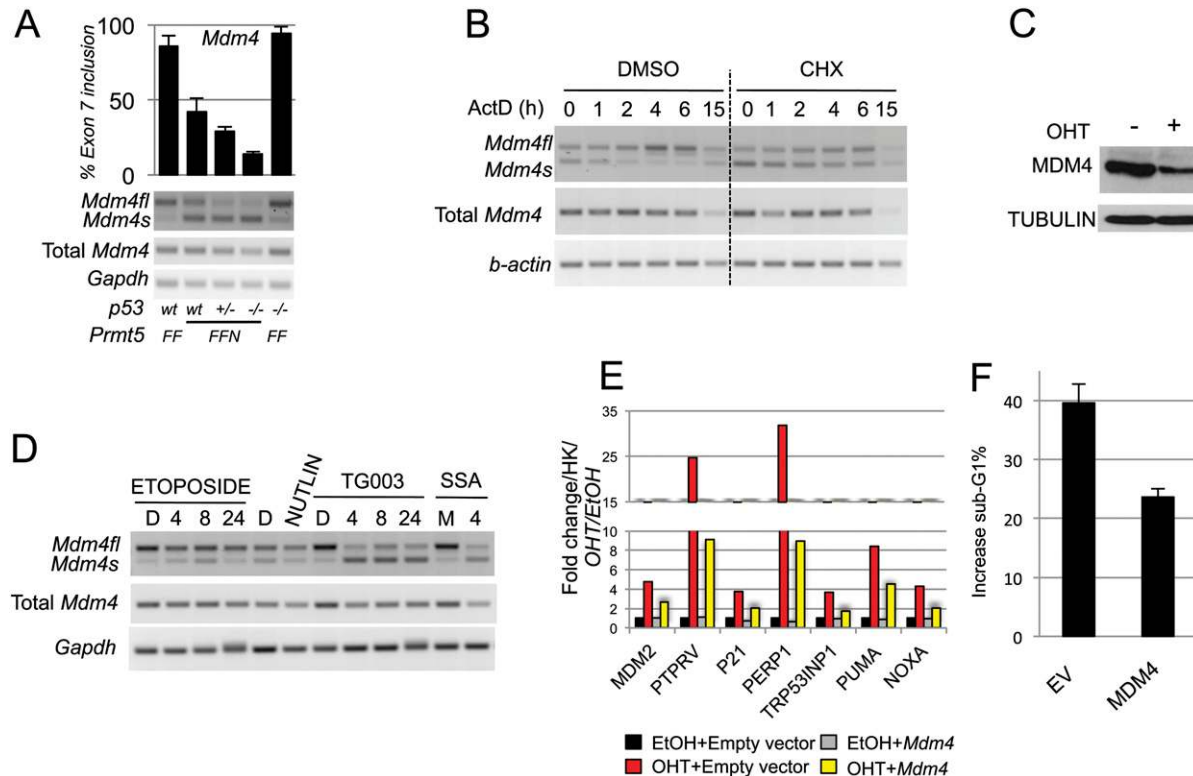 A
% Exon 7 inclusion
100
50
0
Mdm4
Mdm4fl
Mdm4s
Total Mdm4
Gapdh
p53 wt wt +/- -/- -/-
Prmt5 FF FFN FF
B
DMSO CHX
ActD (h) 0 1 2 4 6 15 0 1 2 4 6 15
Mdm4fl
Mdm4s
Total Mdm4
b-actin
C
OHT - +
MDM4
TUBULIN
D
ETOPOSIDE NUTLIN TG003 SSA
D 4 8 24 D D 4 8 24 M 4
Mdm4fl
Mdm4s
Total Mdm4
Gapdh
E
Fold change/HK/
OHT/EtOH
35
25
15
10
8
6
4
2
0
MDM2 PTPRV P21 PERP1 TRP53INP1 PUMA NOXA
EtOH+Empty vector EtOH+Mdm4
OHT+Empty vector OHT+Mdm4
F
Increase sub-G1%
40
30
20
10
0
EV MDM4